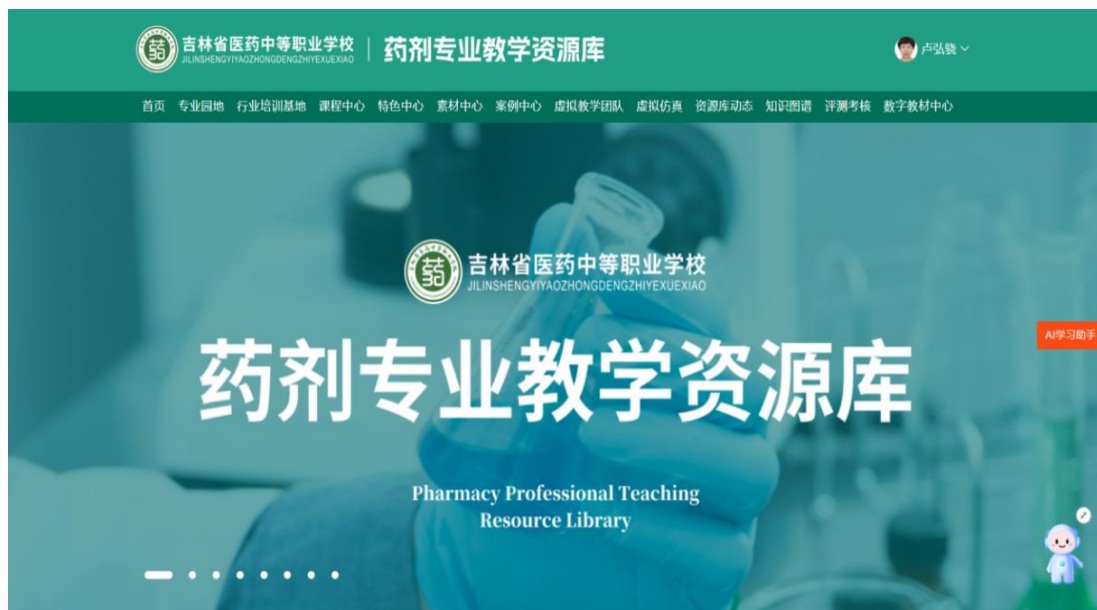 吉林省医药中等职业学校 药剂专业教学资源库 卢弘毅
JILINSHENGYIYAOZHONGDENGZHIYEXUEXIAO
首页 专业园地 行业培训基地 课程中心 特色中心 素材中心 案例中心 虚拟教学团队 虚拟仿真 资源库动态 知识图谱 评测考核 数字教材中心
吉林省医药中等职业学校
JILINSHENGYIYAOZHONGDENGZHIYEXUEXIAO
AI学习助手
药剂专业教学资源库
Pharmacy Professional Teaching
Resource Library